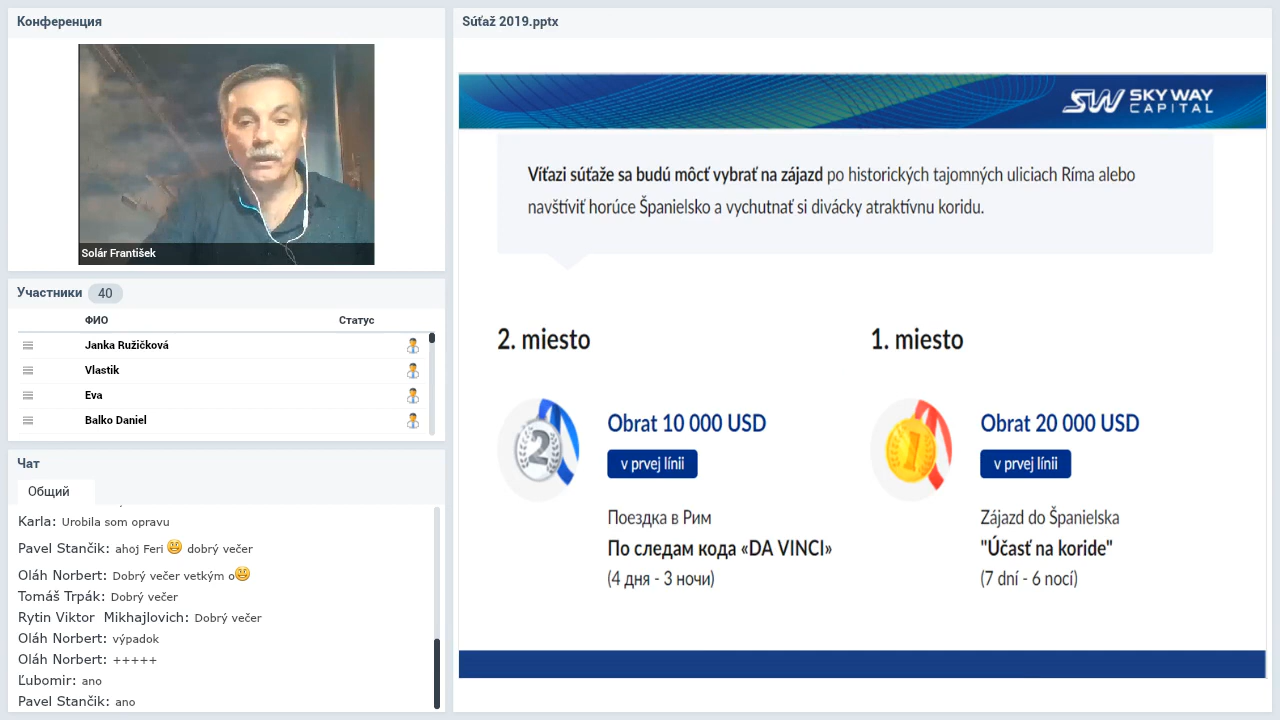 Конференция
Solár František
Участники 40
ФИО Статус
Janka Ružičková
Vlastik
Eva
Balko Daniel
Чат
Общий
Karla: Urobila som opravu
Pavel Stančik: ahoj Feri dobrý večer
Oláh Norbert: Dobrý večer vetkým o
Tomáš Trpák: Dobrý večer
Rytin Viktor Mikhajlovich: Dobrý večer
Oláh Norbert: výpadok
Oláh Norbert: +++++
Ľubomir: ano
Pavel Stančik: ano
Súťaž 2019.pptx
SW SKY WAY
CAPITAL
Víťazi súťaže sa budú môcť vybrať na zájazd po historických tajomných uliciach Ríma alebo
navštíviť horúce Španielsko a vychutnať si divácky atraktívnu koridu.
2. miesto
2
Obrat 10 000 USD
v prvej línii
Поездка в Рим
По следам кода «DA VINCI»
(4 дня - 3 ночи)
1. miesto
1
Obrat 20 000 USD
v prvej línii
Zájazd do Španielska
"Účasť na koride"
(7 dní - 6 nocí)